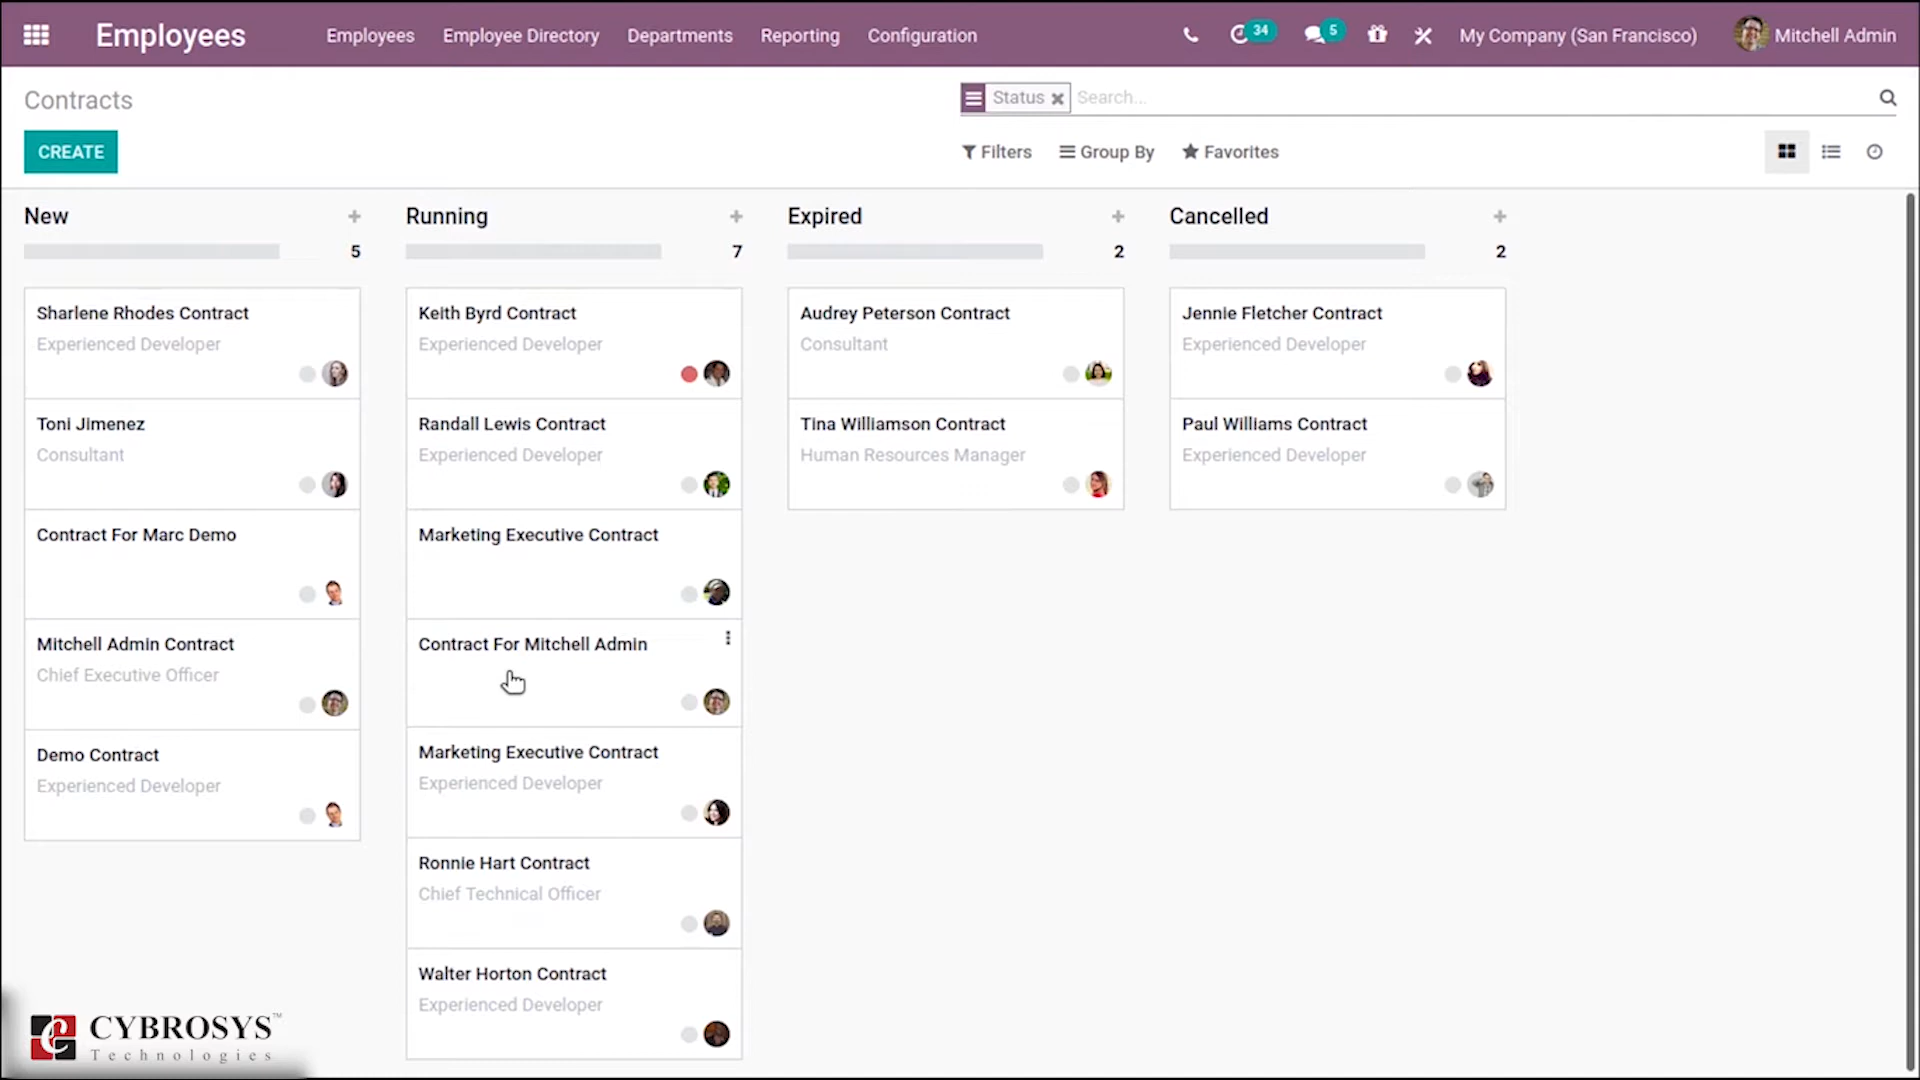 Employees
Employees Employee Directory Departments Reporting Configuration 34 5 My Company (San Francisco) Mitchell Admin
Contracts
Status Search...
CREATE
Filters Group By Favorites
New
5
Sharlene Rhodes Contract
Experienced Developer
Toni Jimenez
Consultant
Contract For Marc Demo
Mitchell Admin Contract
Chief Executive Officer
Demo Contract
Experienced Developer
Running
7
Keith Byrd Contract
Experienced Developer
Randall Lewis Contract
Experienced Developer
Marketing Executive Contract
Contract For Mitchell Admin
Marketing Executive Contract
Experienced Developer
Ronnie Hart Contract
Chief Technical Officer
Walter Horton Contract
Experienced Developer
Expired
2
Audrey Peterson Contract
Consultant
Tina Williamson Contract
Human Resources Manager
Cancelled
2
Jennie Fletcher Contract
Experienced Developer
Paul Williams Contract
Experienced Developer
CYBROSYS™
Technologies